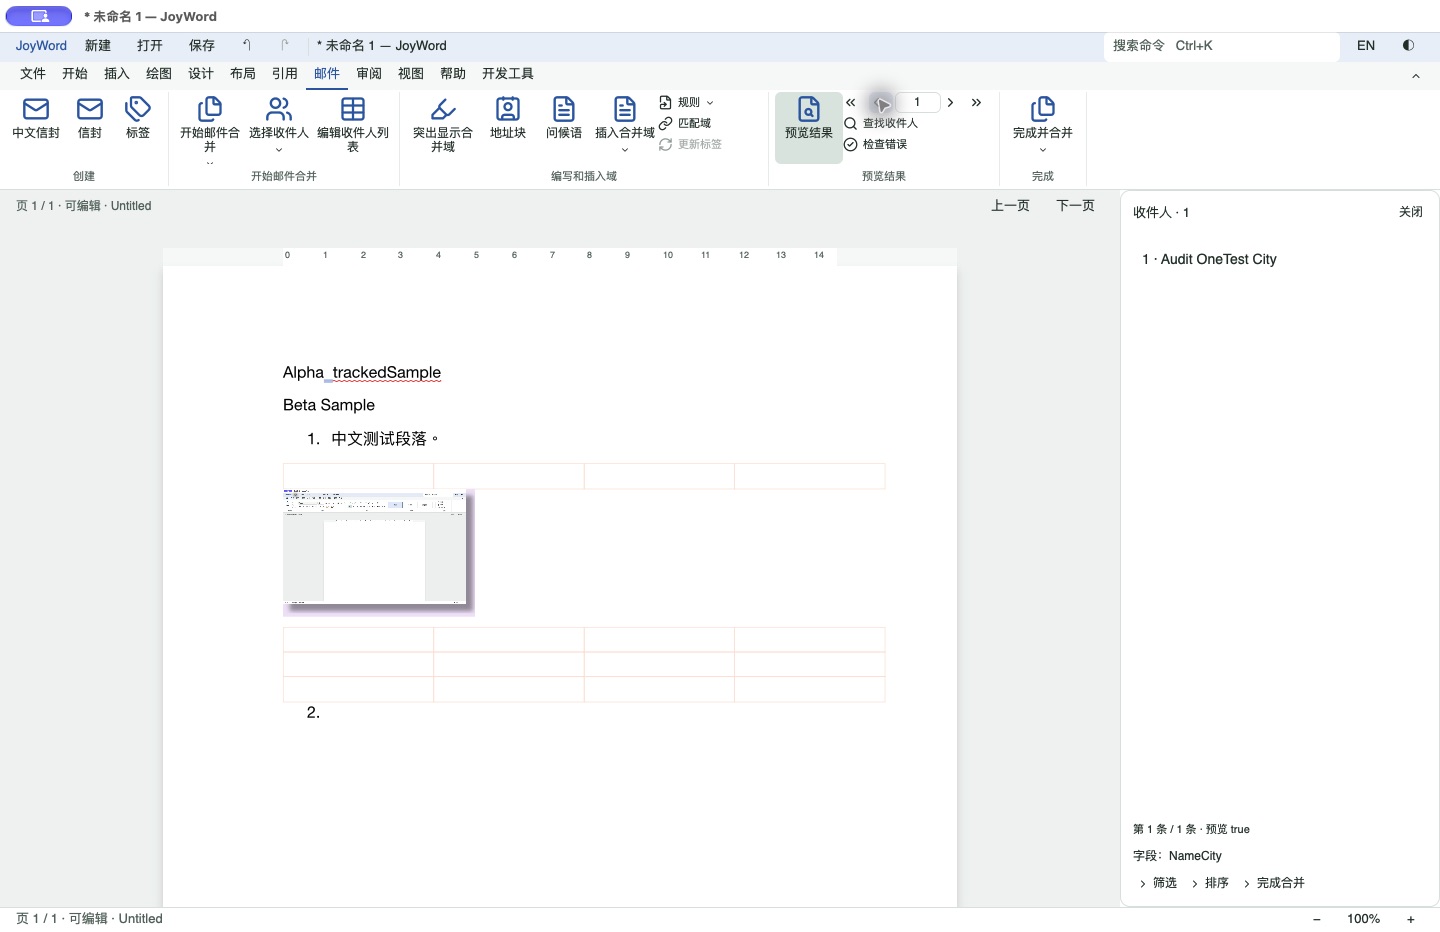 * 未命名 1 — JoyWord
JoyWord 新建 打开 保存 * 未命名 1 — JoyWord 搜索命令 Ctrl+K EN
文件 开始 插入 绘图 设计 布局 引用 邮件 审阅 视图 帮助 开发工具
中文信封
信封
标签
创建
开始邮件合
并
选择收件人
编辑收件人列
表
开始邮件合并
突出显示合
并域
地址块
问候语
插入合并域
规则
匹配域
更新标签
编写和插入域
预览结果
1
查找收件人
检查错误
预览结果
完成并合并
完成
页 1 / 1 · 可编辑 · Untitled 上一页 下一页
0 1 2 3 4 5 6 7 8 9 10 11 12 13 14
Alpha trackedSample
Beta Sample
1. 中文测试段落。
2.
收件人 · 1 关闭
1 · Audit OneTest City
第 1 条 / 1 条 · 预览 true
字段：NameCity
筛选 排序 完成合并
页 1 / 1 · 可编辑 · Untitled − 100% +